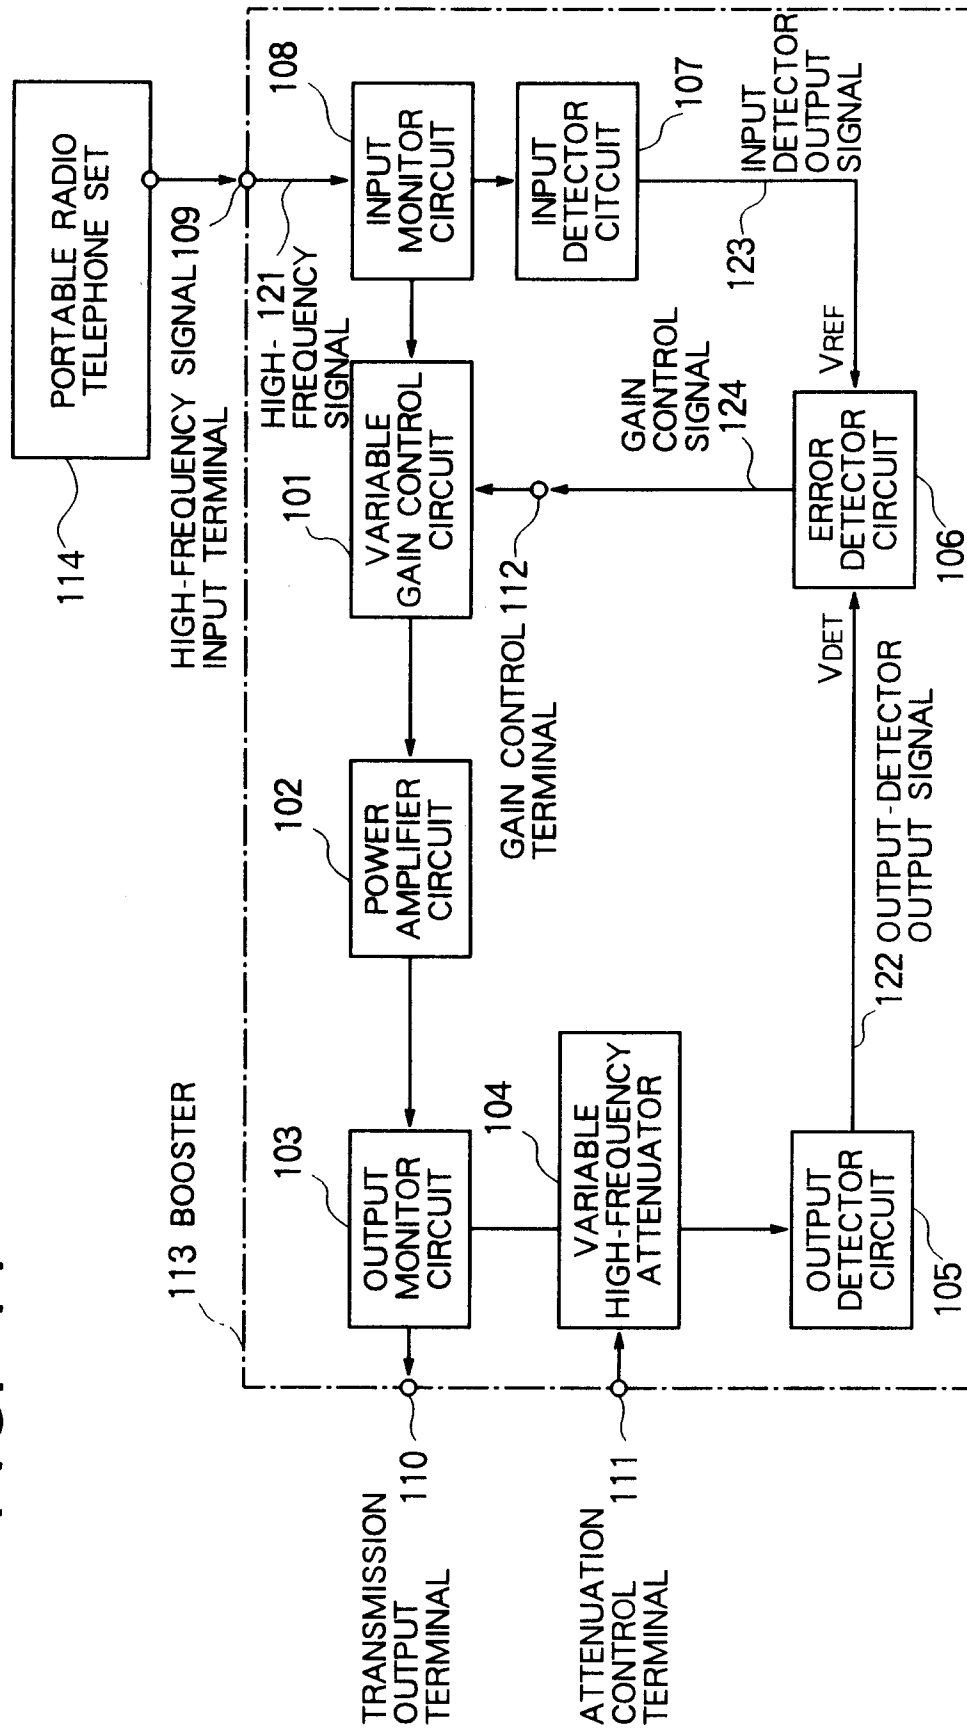 113 BOOSTER
114
PORTABLE RADIO
TELEPHONE SET
HIGH-FREQUENCY SIGNAL 109
INPUT TERMINAL
HIGH- 121
FREQUENCY
SIGNAL
TRANSMISSION
OUTPUT
TERMINAL
110
103
OUTPUT
MONITOR
CIRCUIT
102
POWER
AMPLIFIER
CIRCUIT
101
VARIABLE
GAIN CONTROL
CIRCUIT
108
INPUT
MONITOR
CIRCUIT
ATTENUATION
CONTROL
TERMINAL
111
104
VARIABLE
HIGH-FREQUENCY
ATTENUATOR
GAIN CONTROL 112
TERMINAL
GAIN
CONTROL
SIGNAL
124
INPUT
DETECTOR
CITCUIT
107
123
INPUT
DETECTOR
OUTPUT
SIGNAL
OUTPUT
DETECTOR
CIRCUIT
105
122 OUTPUT-DETECTOR
OUTPUT SIGNAL
VDET
ERROR
DETECTOR
CIRCUIT
106
VREF